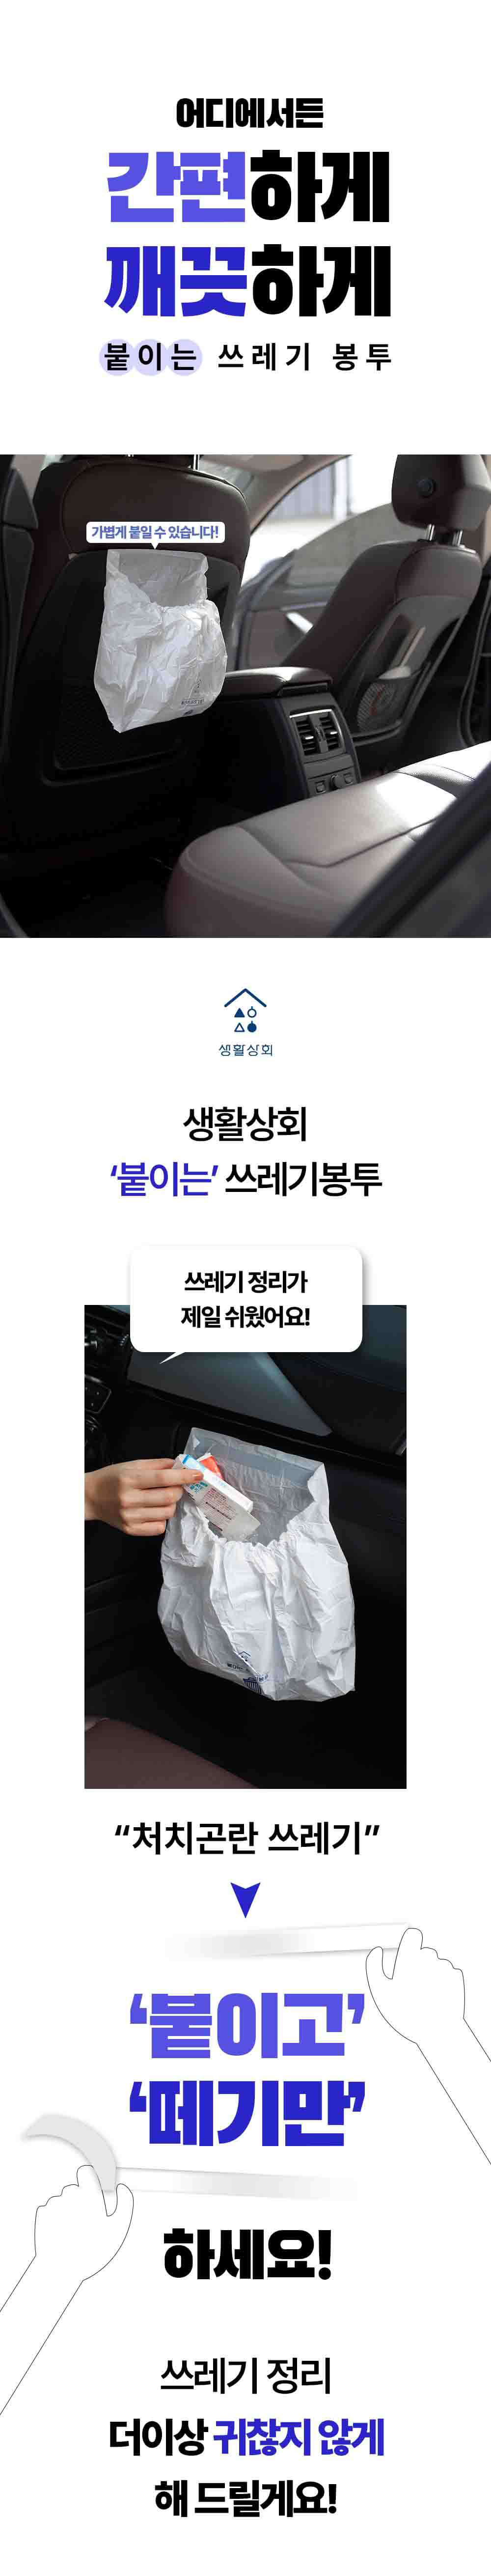 어디에서든
간편하게
깨끗하게
붙이는 쓰레기 봉투
가볍게 붙일 수 있습니다!
생활상회
생활상회
‘붙이는’ 쓰레기봉투
쓰레기 정리가
제일 쉬웠어요!
“처치곤란 쓰레기”
‘붙이고’
‘떼기만’
하세요!
쓰레기 정리
더이상 귀찮지 않게
해 드릴게요!